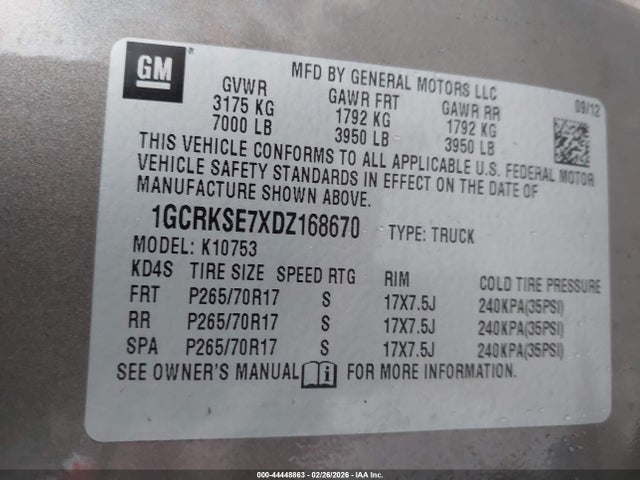 GM ®
MFD BY GENERAL MOTORS LLC
GVWR GAWR FRT GAWR RR 09/12
3175 KG 1792 KG 1792 KG
7000 LB 3950 LB 3950 LB
THIS VEHICLE CONFORMS TO ALL APPLICABLE U.S. FEDERAL MOTOR
VEHICLE SAFETY STANDARDS IN EFFECT ON THE DATE OF
MANUFACTURE SHOWN ABOVE.
1GCRKSE7XDZ168670 TYPE: TRUCK
MODEL: K10753
KD4S TIRE SIZE SPEED RTG RIM COLD TIRE PRESSURE
FRT P265/70R17 S 17X7.5J 240KPA(35PSI)
RR P265/70R17 S 17X7.5J 240KPA(35PSI)
SPA P265/70R17 S 17X7.5J 240KPA(35PSI)
SEE OWNER'S MANUAL i FOR MORE INFORMATION.
000-44448863 - 02/26/2026 - IAA Inc.